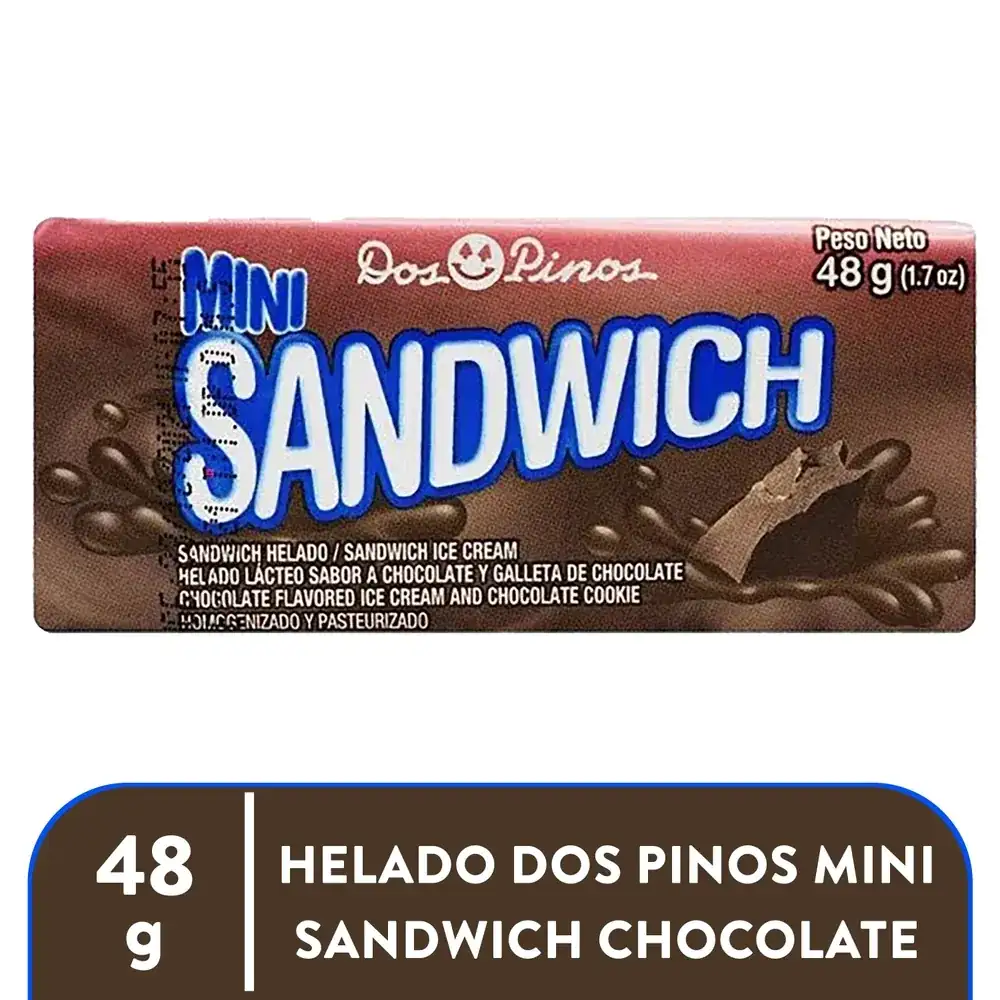 Dos Pinos
Peso Neto
48 g (1.7 oz)
MINI
SANDWICH
SANDWICH HELADO / SANDWICH ICE CREAM
HELADO LÁCTEO SABOR A CHOCOLATE Y GALLETA DE CHOCOLATE
CHOCOLATE FLAVORED ICE CREAM AND CHOCOLATE COOKIE
HOMOGENIZADO Y PASTEURIZADO
48
g
HELADO DOS PINOS MINI
SANDWICH CHOCOLATE